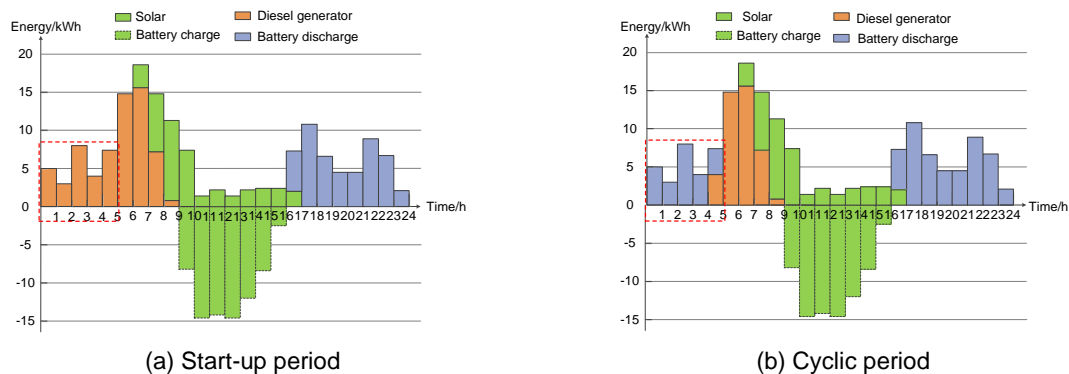 Energy/kWh
Solar
Diesel generator
Battery charge
Battery discharge
20
15
10
5
0
-5
-10
-15
1 2 3 4 5 6 7 8 9 10 11 12 13 14 15 16 17 18 19 20 21 22 23 24
Time/h
(a) Start-up period
Energy/kWh
Solar
Diesel generator
Battery charge
Battery discharge
20
15
10
5
0
-5
-10
-15
1 2 3 4 5 6 7 8 9 10 11 12 13 14 15 16 17 18 19 20 21 22 23 24
Time/h
(b) Cyclic period